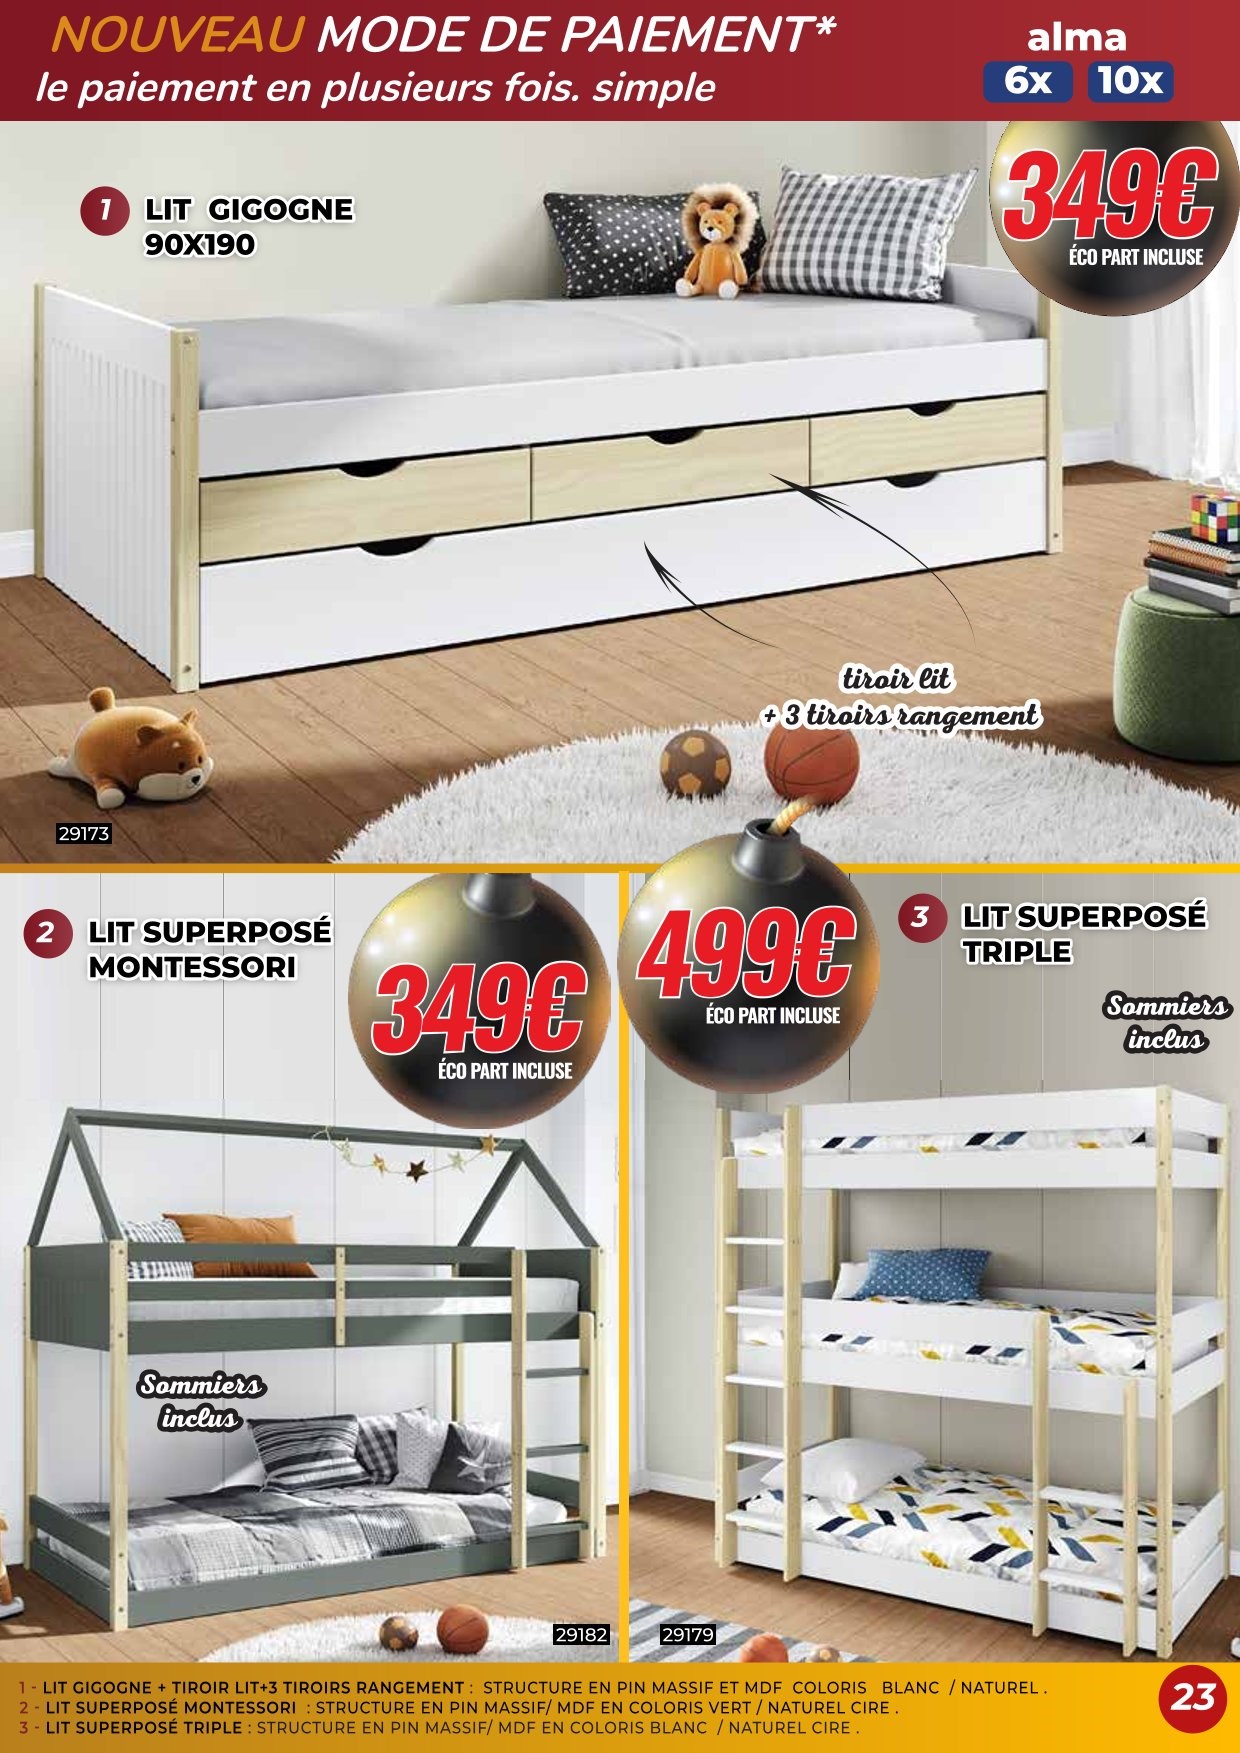 NOUVEAU MODE DE PAIEMENT*
le paiement en plusieurs fois. simple
alma
6x 10x
349€
ÉCO PART INCLUSE
1 LIT GIGOGNE
90X190
tiroir lit
+ 3 tiroirs rangement
29173
2 LIT SUPERPOSÉ
MONTESSORI
349€
ÉCO PART INCLUSE
Sommiers
inclus
29182
499€
ÉCO PART INCLUSE
3 LIT SUPERPOSÉ
TRIPLE
Sommiers
inclus
29179
1 - LIT GIGOGNE + TIROIR LIT+3 TIROIRS RANGEMENT : STRUCTURE EN PIN MASSIF ET MDF COLORIS BLANC / NATUREL .
2 - LIT SUPERPOSÉ MONTESSORI : STRUCTURE EN PIN MASSIF/ MDF EN COLORIS VERT / NATUREL CIRE .
3 - LIT SUPERPOSÉ TRIPLE : STRUCTURE EN PIN MASSIF/ MDF EN COLORIS BLANC / NATUREL CIRE .
23